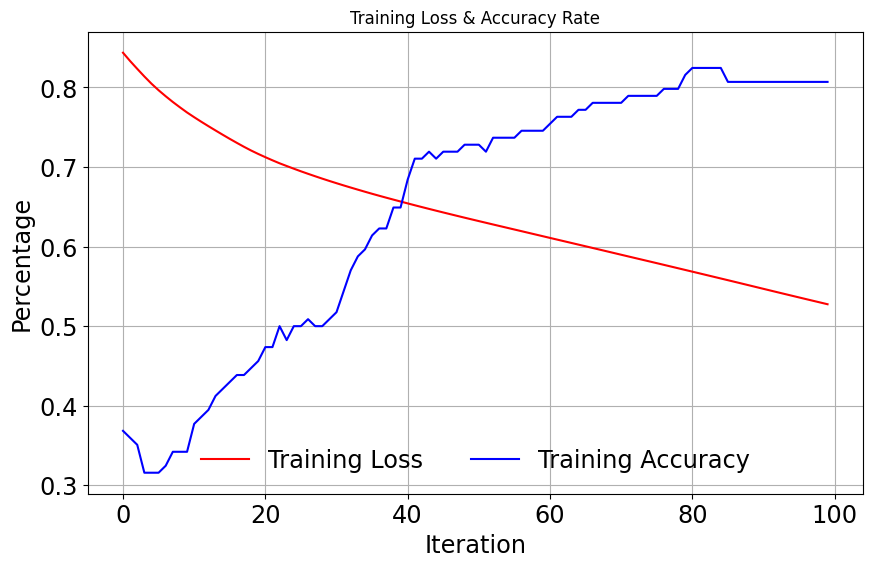 Training Loss & Accuracy Rate
Percentage
0.8
0.7
0.6
0.5
0.4
0.3
Training Loss
Training Accuracy
0 20 40 60 80 100
Iteration